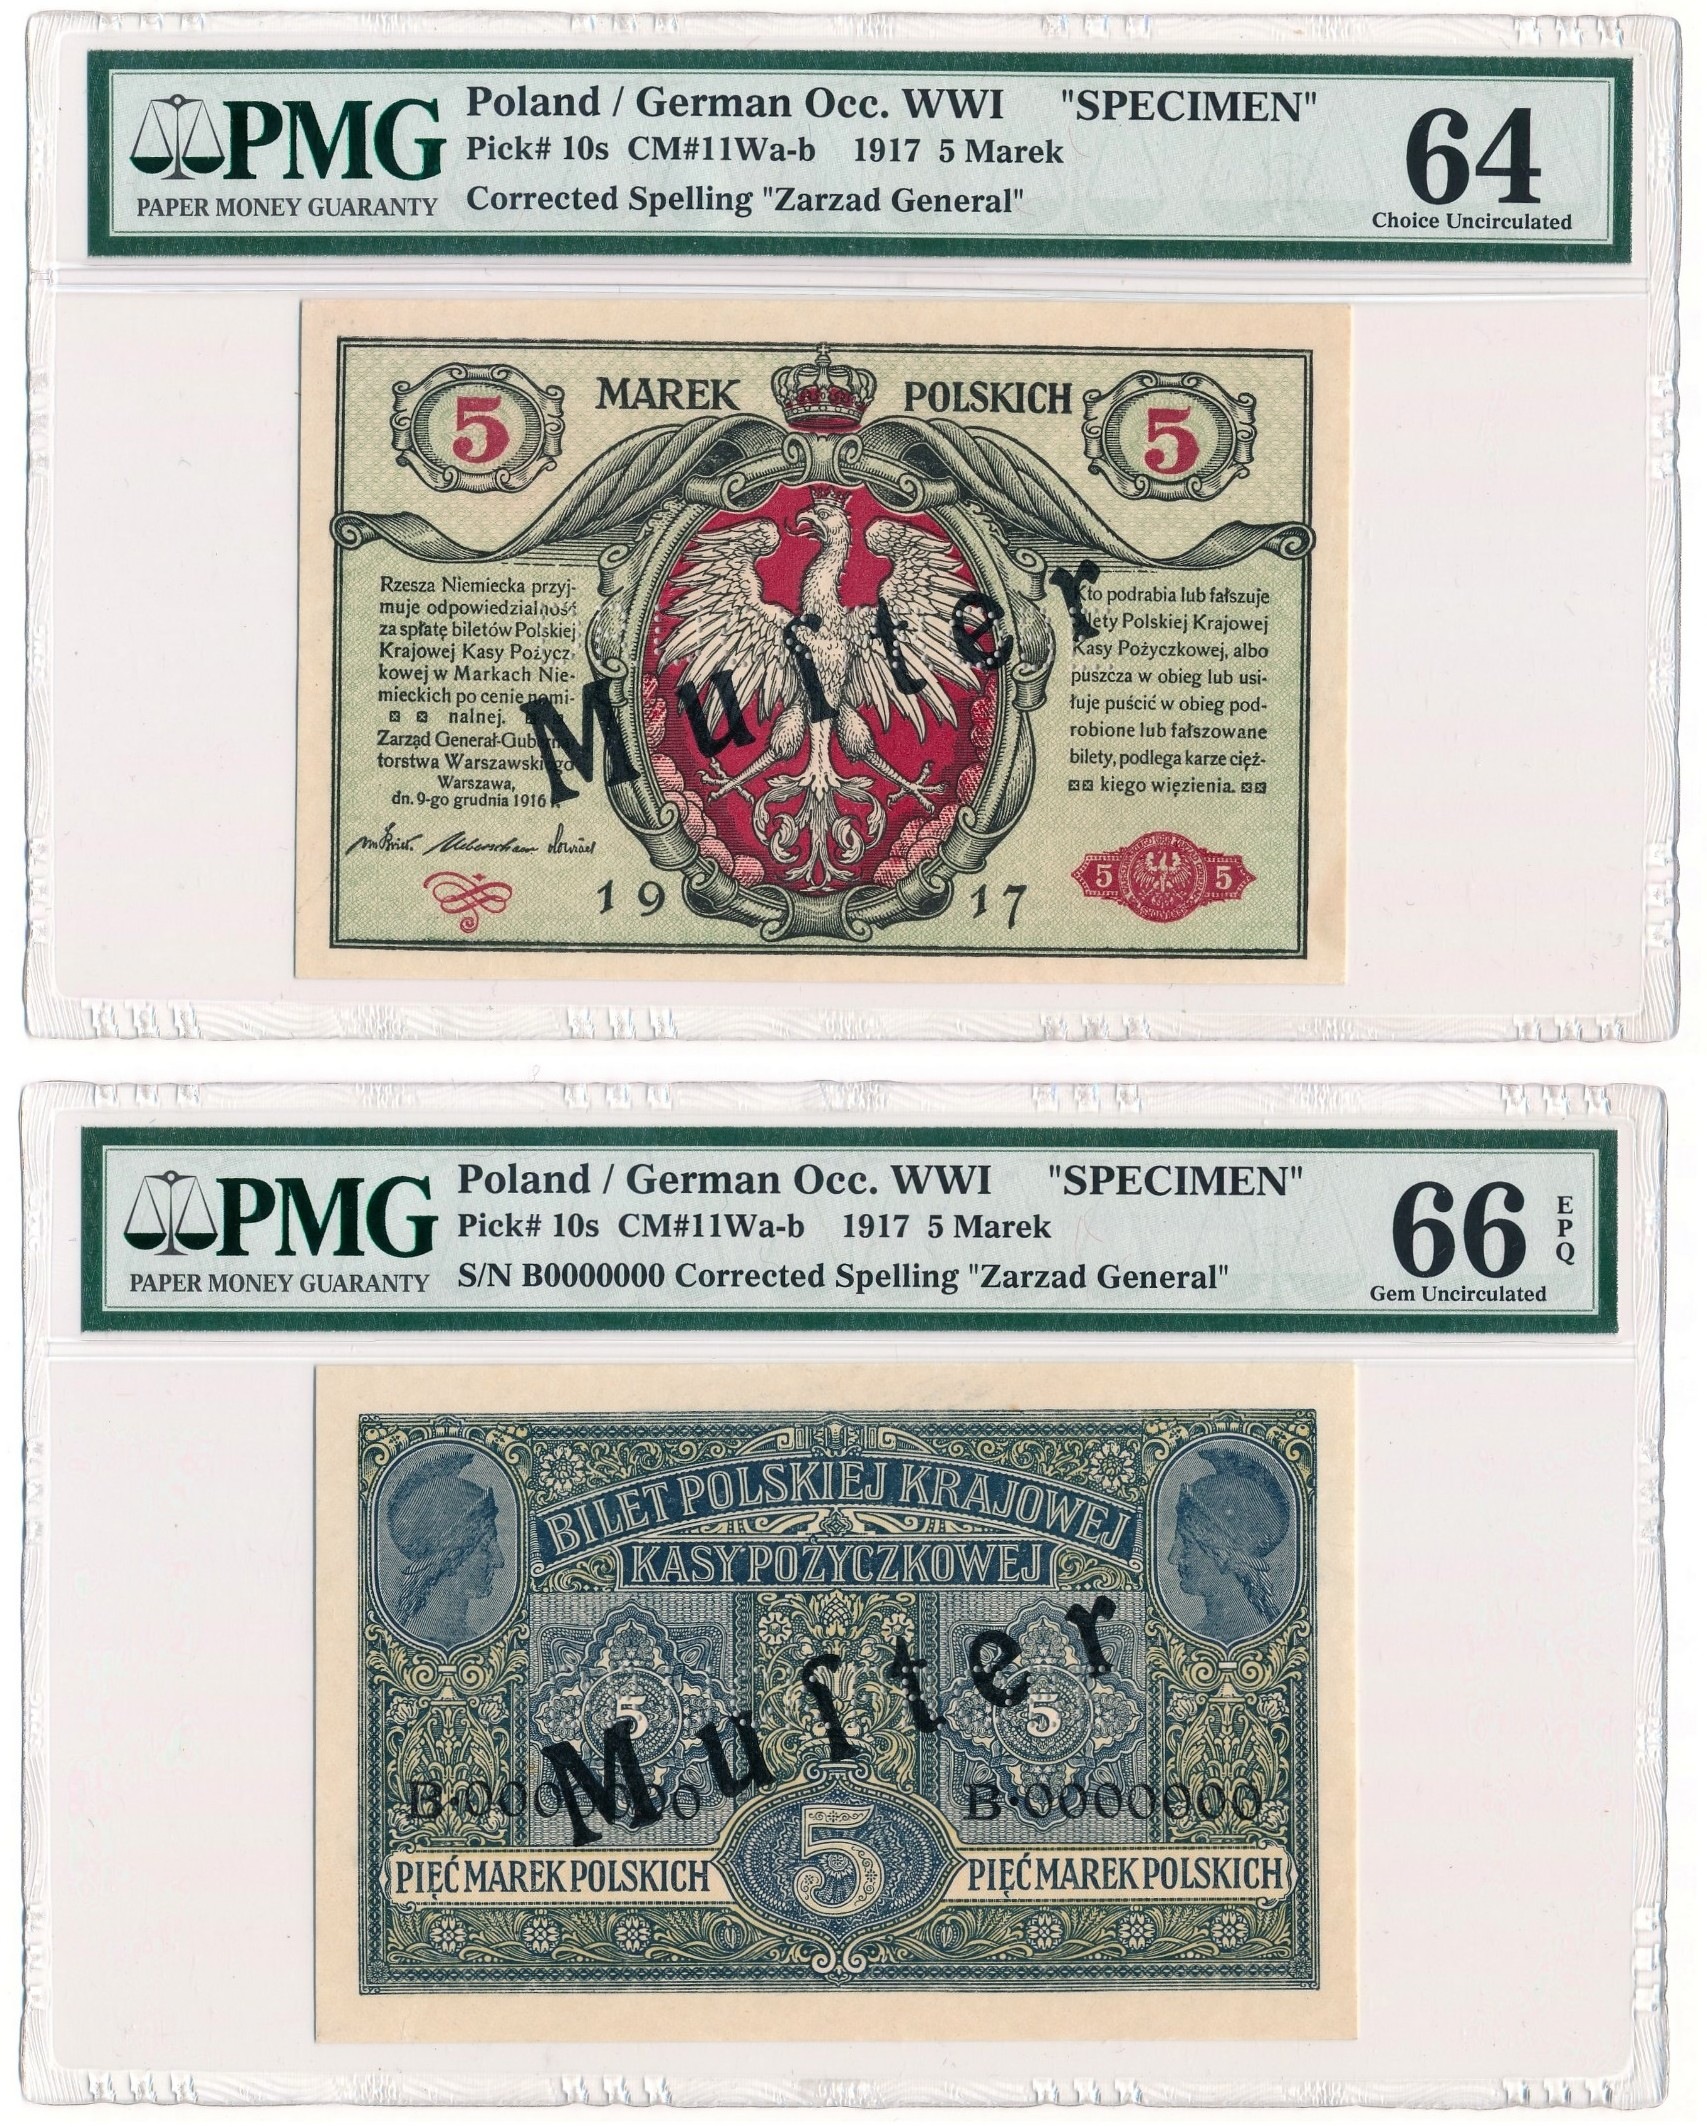 PMG
PAPER MONEY GUARANTY
Poland / German Occ. WWI "SPECIMEN"
Pick# 10s CM#11Wa-b 1917 5 Marek
Corrected Spelling "Zarzad General"
64
Choice Uncirculated
5 MAREK POLSKICH 5
Rzesza Niemiecka przyj-
muje odpowiedzialność
za spłatę biletów Polskiej
Krajowej Kasy Pożycz-
kowej w Markach Nie-
mieckich po cenie nomi-
nalnej.
Zarząd Generał-Guberna-
torstwa Warszawskiego
Warszawa,
dn. 9-go grudnia 1916 r.
Kto podrabia lub fałszuje
bilety Polskiej Krajowej
Kasy Pożyczkowej, albo
puszcza w obieg lub usi-
łuje puścić w obieg pod-
robione lub fałszowane
bilety, podlega karze cięż-
kiego więzienia.
Muſter
1917
5 5
PMG
PAPER MONEY GUARANTY
Poland / German Occ. WWI "SPECIMEN"
Pick# 10s CM#11Wa-b 1917 5 Marek
S/N B0000000 Corrected Spelling "Zarzad General"
66 EPQ
Gem Uncirculated
BILET POLSKIEJ KRAJOWEJ
KASY POŻYCZKOWEJ
5 5
Muſter
B·0000000 B·0000000
PIĘĆ MAREK POLSKICH 5 PIĘĆ MAREK POLSKICH